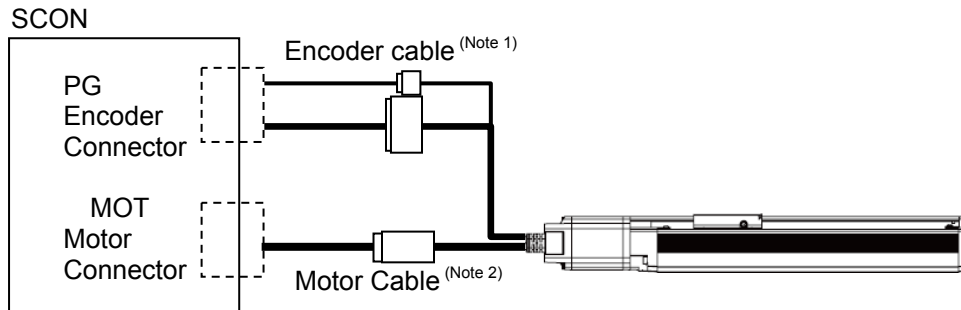 SCON
Encoder cable (Note 1)
PG
Encoder
Connector
MOT
Motor
Connector
Motor Cable (Note 2)